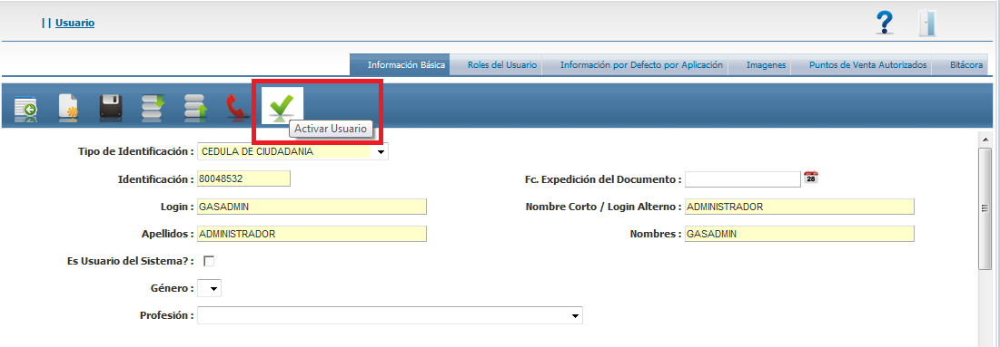 || Usuario
?
Información Básica Roles del Usuario Información por Defecto por Aplicación Imagenes Puntos de Venta Autorizados Bitácora
Activar Usuario
Tipo de Identificación : CEDULA DE CIUDADANIA
Identificación : 80048532 Fc. Expedición del Documento : 28
Login : GASADMIN Nombre Corto / Login Alterno : ADMINISTRADOR
Apellidos : ADMINISTRADOR Nombres : GASADMIN
Es Usuario del Sistema? :
Género :
Profesión :